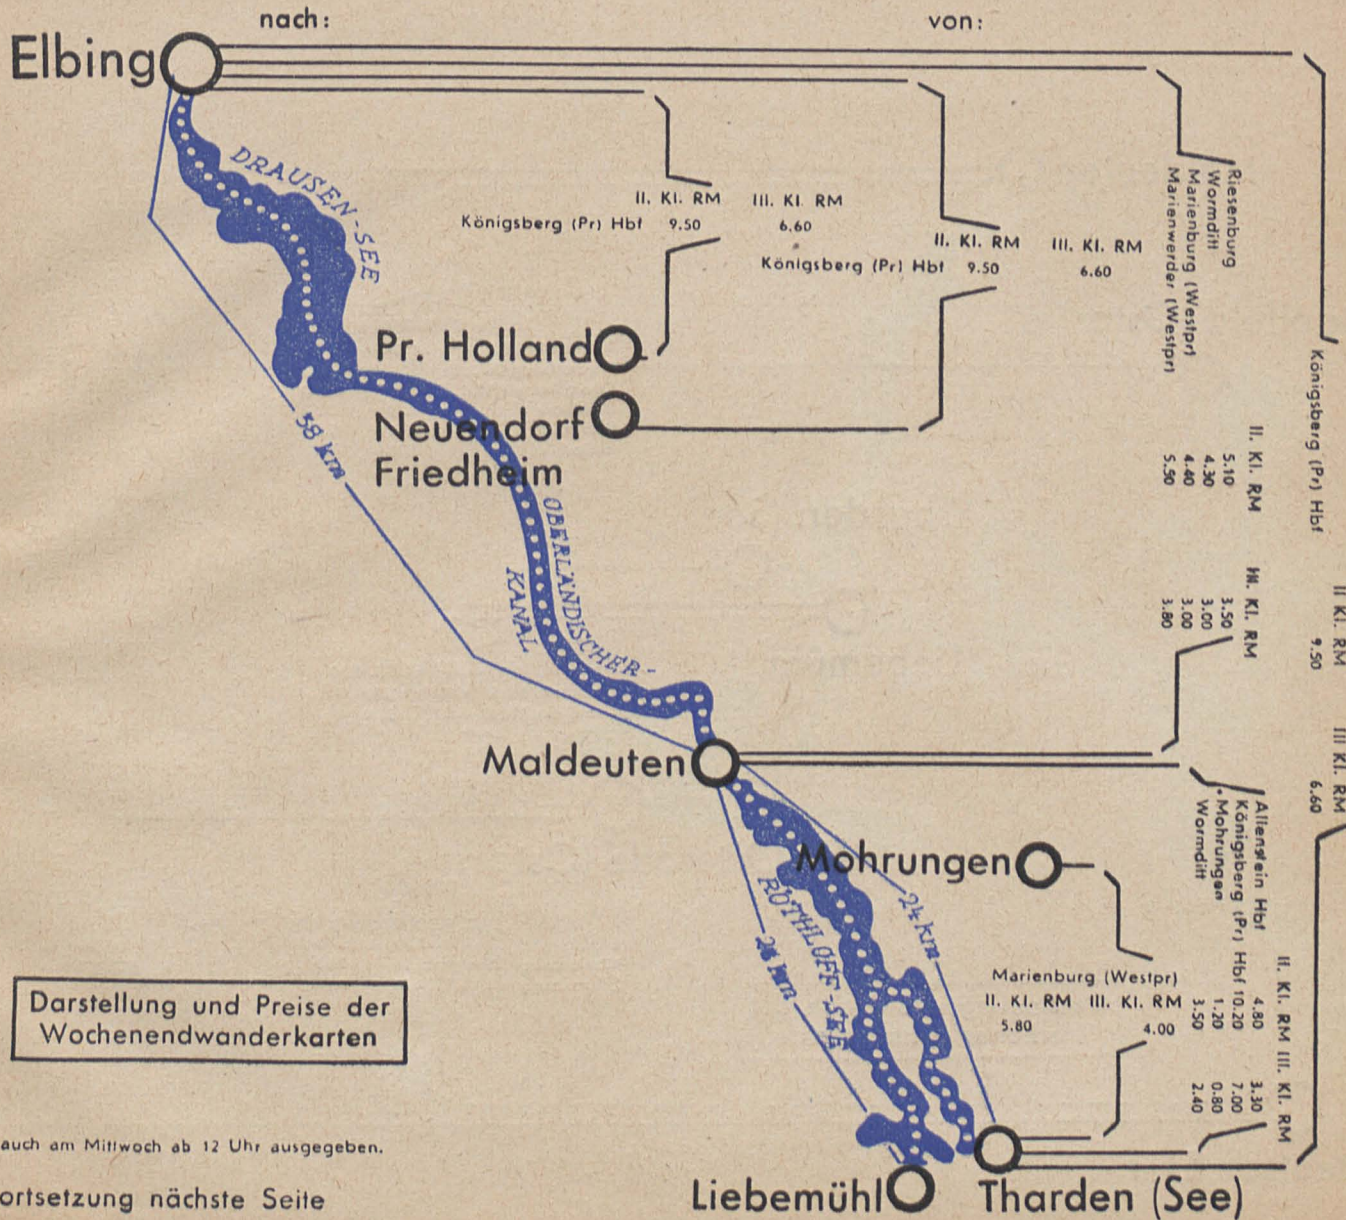 nach:
von:
Elbing
DRAUSEN-SEE
II. Kl. RM III. Kl. RM
Königsberg (Pr) Hbf 9.50 6.60
II. Kl. RM III. Kl. RM
Königsberg (Pr) Hbf 9.50 6.60
Pr. Holland
Neuendorf
Friedheim
58 km
OBERLÄNDISCHER-
KANAL
II. Kl. RM III. Kl. RM
Riesenburg 5.10 3.50
Wormditt 4.30 3.00
Marienburg (Westpr) 4.40 3.00
Marienwerder (Westpr) 5.50 3.80
II Kl. RM III Kl. RM
Königsberg (Pr) Hbf 9.50 6.60
Maldeuten
Mohrungen
RÖTHLOFF-SEE
24 km
km
II. Kl. RM III. Kl. RM
Allenstein Hbf 4.80 3.30
Königsberg (Pr) Hbf 10.20 7.00
• Mohrungen 1.20 0.80
Wormditt 3.50 2.40
Marienburg (Westpr)
II. Kl. RM III. Kl. RM
5.80 4.00
Darstellung und Preise der
Wochenendwanderkarten
auch am Mittwoch ab 12 Uhr ausgegeben.
ortsetzung nächste Seite
Liebemühl
Tharden (See)